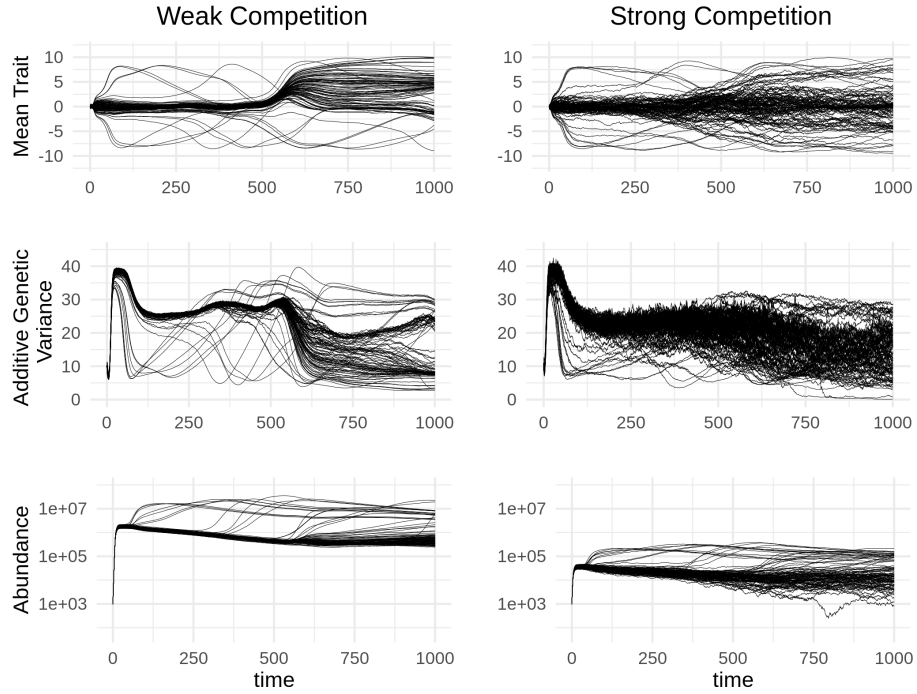 Weak Competition
Strong Competition
Mean Trait
10
5
0
-5
-10
0 250 500 750 1000
10
5
0
-5
-10
0 250 500 750 1000
Additive Genetic
Variance
40
30
20
10
0
0 250 500 750 1000
40
30
20
10
0
0 250 500 750 1000
Abundance
1e+07
1e+05
1e+03
0 250 500 750 1000
time
1e+07
1e+05
1e+03
0 250 500 750 1000
time